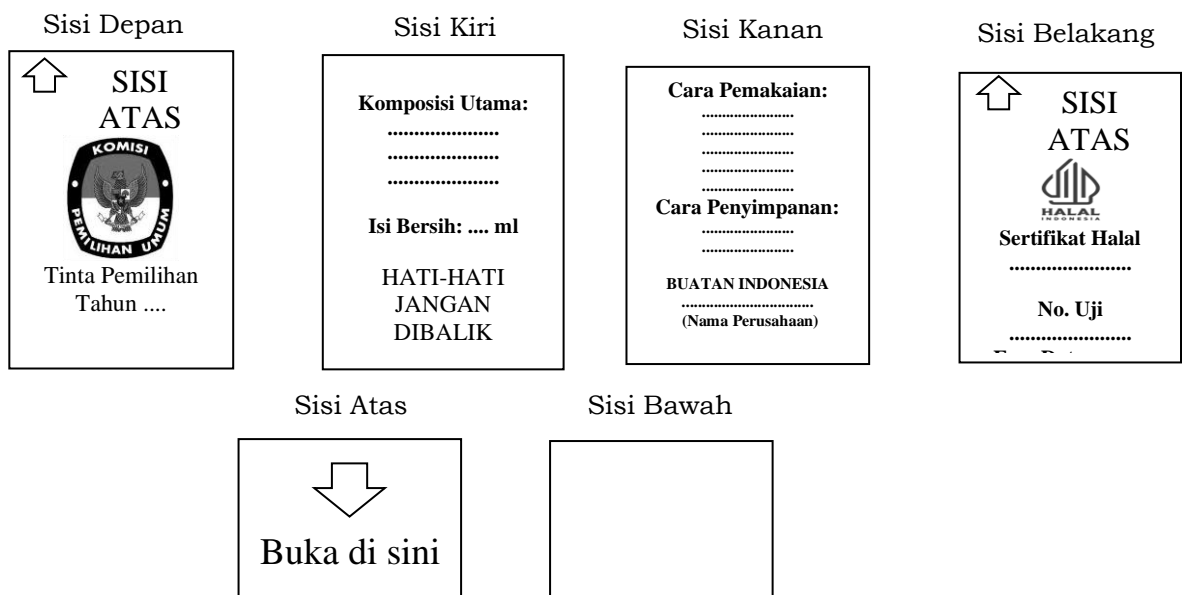 Sisi Depan
SISI
ATAS
KOMISI
PEMILIHAN UMUM
Tinta Pemilihan
Tahun ....
Sisi Kiri
Komposisi Utama:
......................
......................
......................
Isi Bersih: .... ml
HATI-HATI
JANGAN
DIBALIK
Sisi Kanan
Cara Pemakaian:
.......................
.......................
.......................
.......................
.......................
Cara Penyimpanan:
.......................
.......................
BUATAN INDONESIA
.................................
(Nama Perusahaan)
Sisi Belakang
SISI
ATAS
HALAL
INDONESIA
Sertifikat Halal
........................
No. Uji
........................
Sisi Atas
Buka di sini
Sisi Bawah